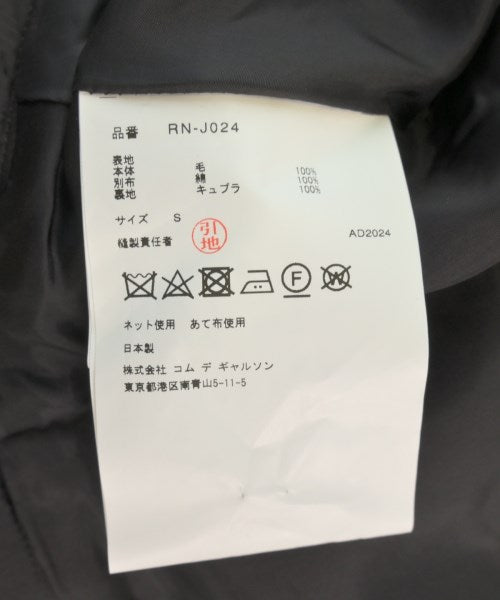 品番 RN-J024
表地
本体 毛 100%
別布 綿 100%
裏地 キュプラ 100%
サイズ S
縫製責任者 引地
AD2024
F W
ネット使用 あて布使用
日本製
株式会社 コム デ ギャルソン
東京都港区南青山5-11-5